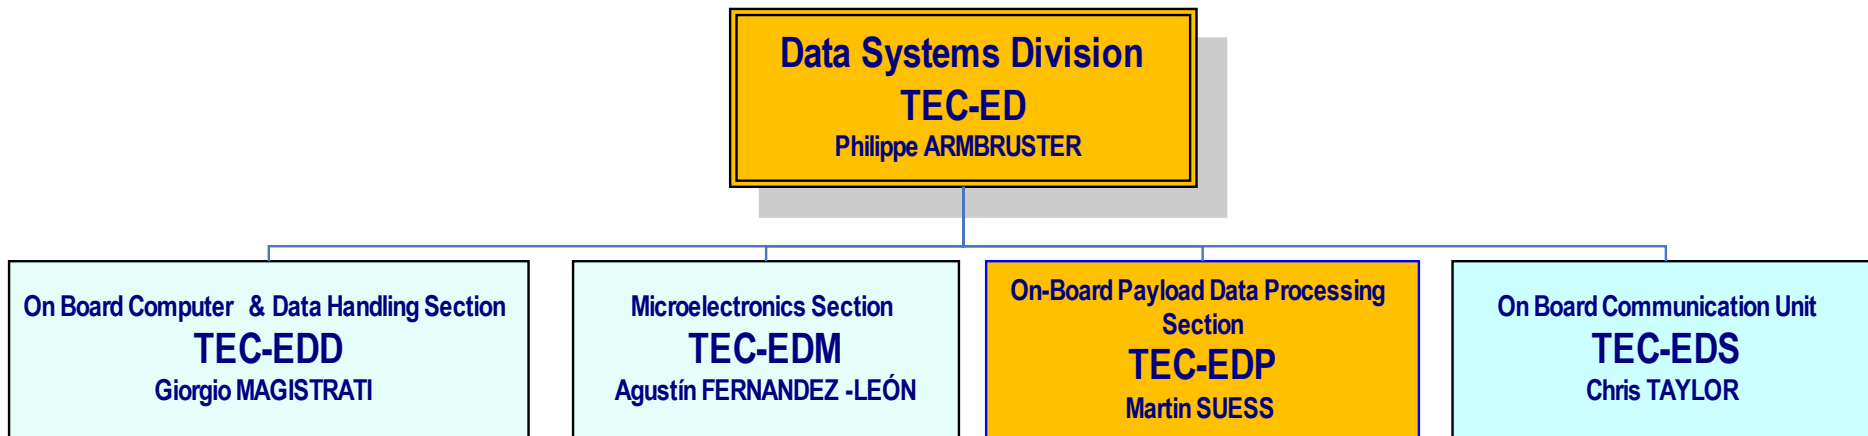 Data Systems Division
TEC-ED
Philippe ARMBRUSTER
On Board Computer & Data Handling Section
TEC-EDD
Giorgio MAGISTRATI
Microelectronics Section
TEC-EDM
Agustín FERNANDEZ -LEÓN
On-Board Payload Data Processing
Section
TEC-EDP
Martin SUESS
On Board Communication Unit
TEC-EDS
Chris TAYLOR